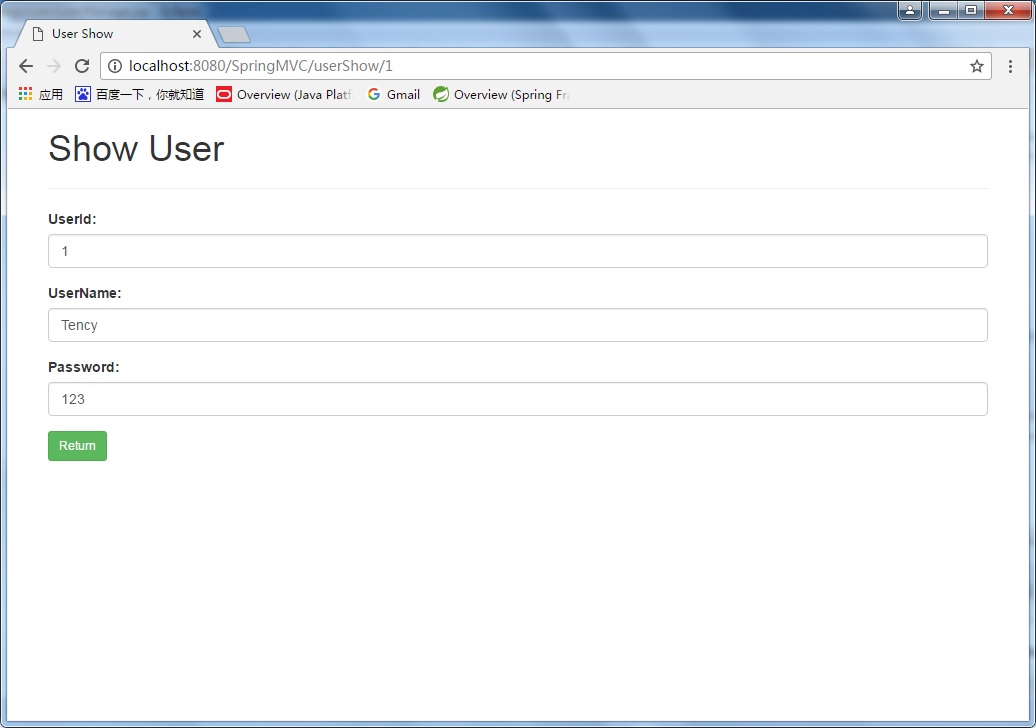 User Show
localhost:8080/SpringMVC/userShow/1
应用 百度一下，你就知道 Overview (Java Platf Gmail Overview (Spring Fra
Show User
UserId:
1
UserName:
Tency
Password:
123
Return